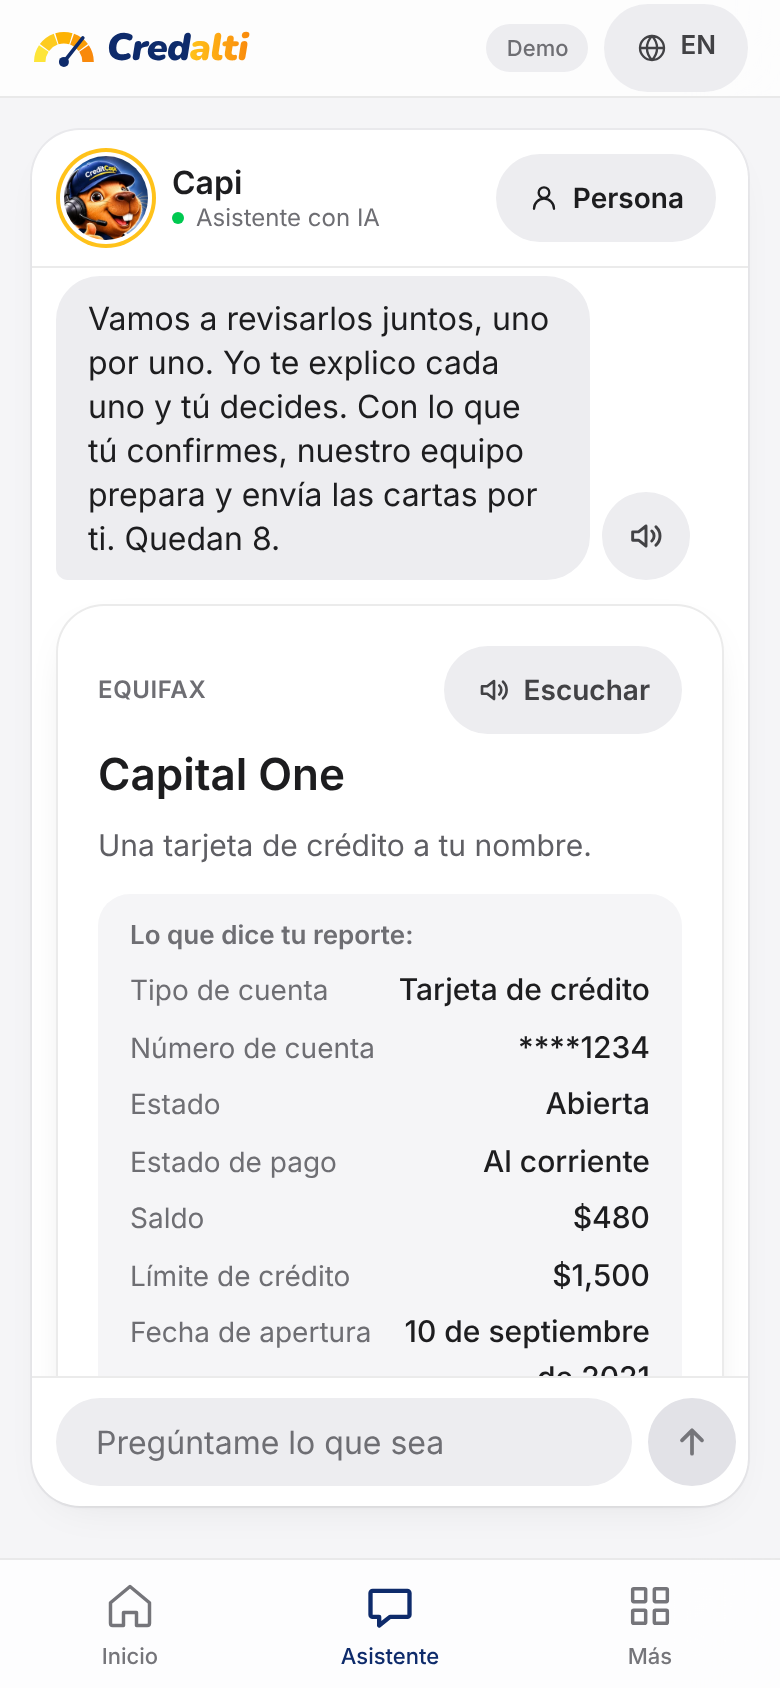 Credalti
Demo
EN
CreditCapi
Capi
Asistente con IA
Persona
Vamos a revisarlos juntos, uno
por uno. Yo te explico cada
uno y tú decides. Con lo que
tú confirmes, nuestro equipo
prepara y envía las cartas por
ti. Quedan 8.
EQUIFAX
Escuchar
Capital One
Una tarjeta de crédito a tu nombre.
Lo que dice tu reporte:
Tipo de cuenta Tarjeta de crédito
Número de cuenta ****1234
Estado Abierta
Estado de pago Al corriente
Saldo $480
Límite de crédito $1,500
Fecha de apertura 10 de septiembre
de 2021
Pregúntame lo que sea
Inicio
Asistente
Más